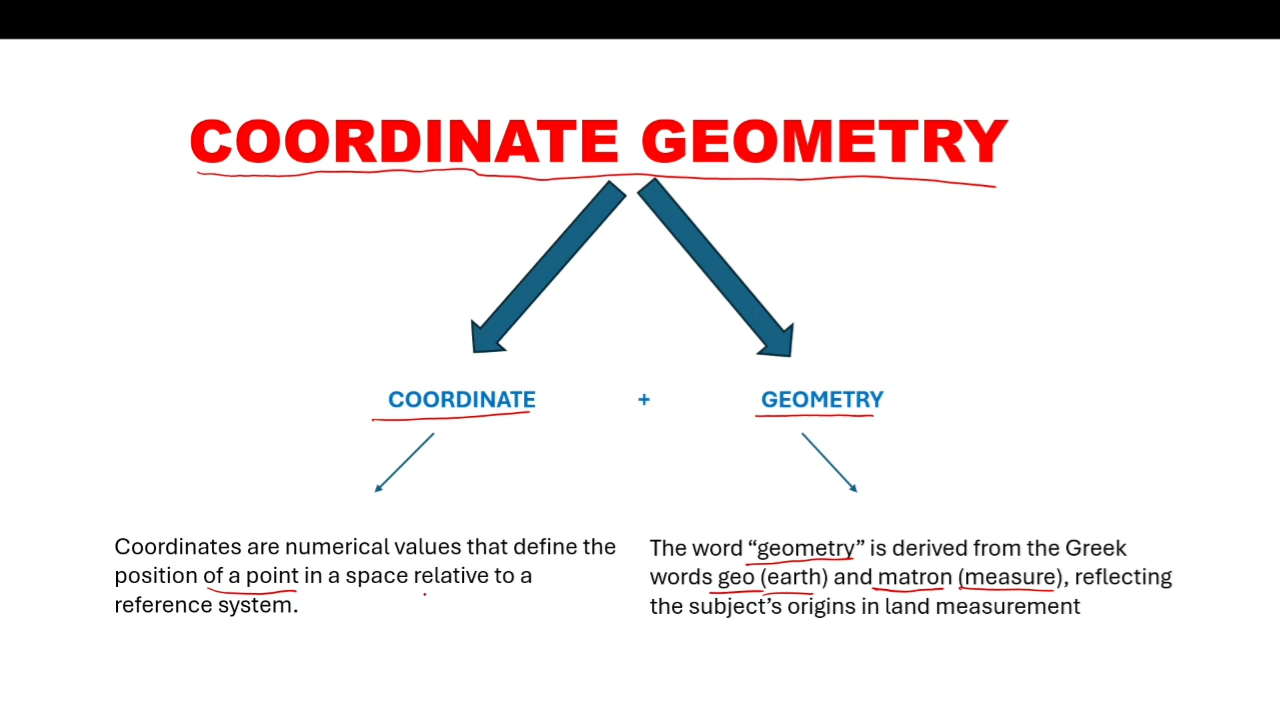 COORDINATE GEOMETRY
COORDINATE + GEOMETRY
Coordinates are numerical values that define the
position of a point in a space relative to a
reference system.
The word “geometry” is derived from the Greek
words geo (earth) and matron (measure), reflecting
the subject’s origins in land measurement